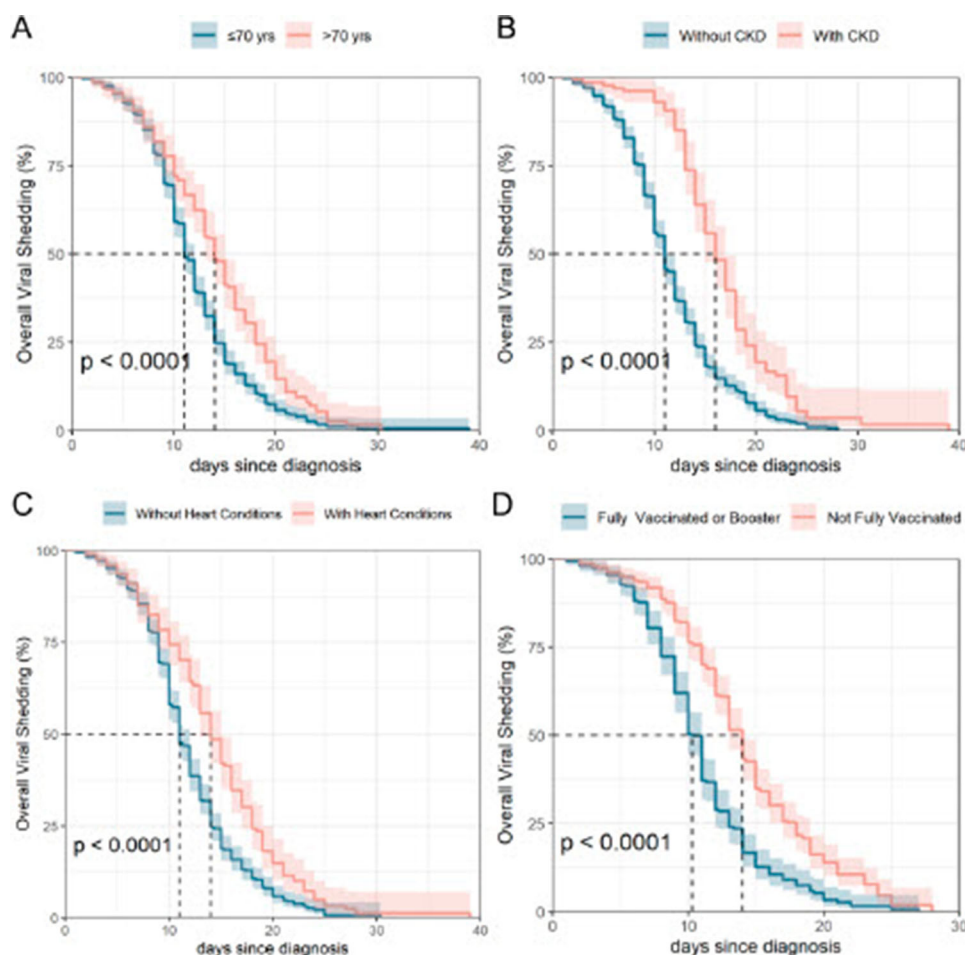 A
≤70 yrs >70 yrs
Overall Viral Shedding (%)
100
75
50
25
0
p < 0.0001
0 10 20 30 40
days since diagnosis
B
Without CKD With CKD
Overall Viral Shedding (%)
100
75
50
25
0
p < 0.0001
0 10 20 30 40
days since diagnosis
C
Without Heart Conditions With Heart Conditions
Overall Viral Shedding (%)
100
75
50
25
0
p < 0.0001
0 10 20 30 40
days since diagnosis
D
Fully Vaccinated or Booster Not Fully Vaccinated
Overall Viral Shedding (%)
100
75
50
25
0
p < 0.0001
0 10 20 30
days since diagnosis